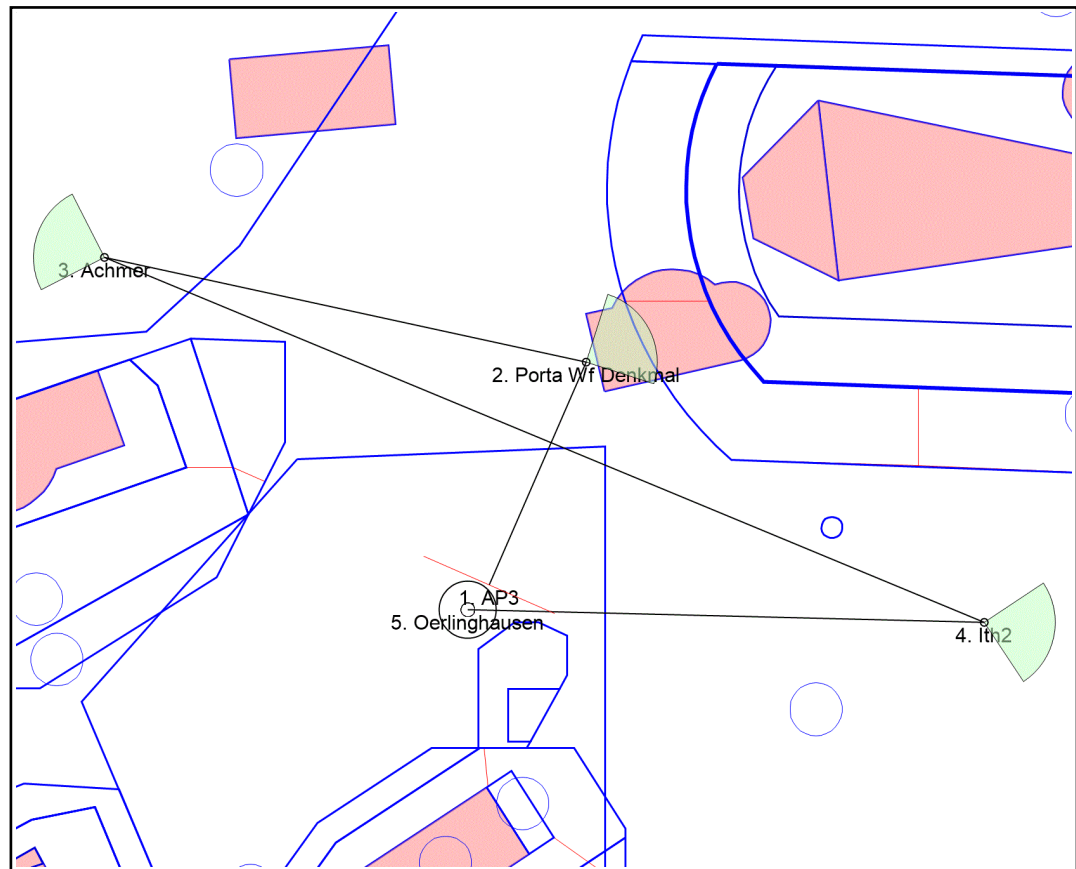 3. Achmer
2. Porta Wf Denkmal
1. AP3
5. Oerlinghausen
4. Ith2